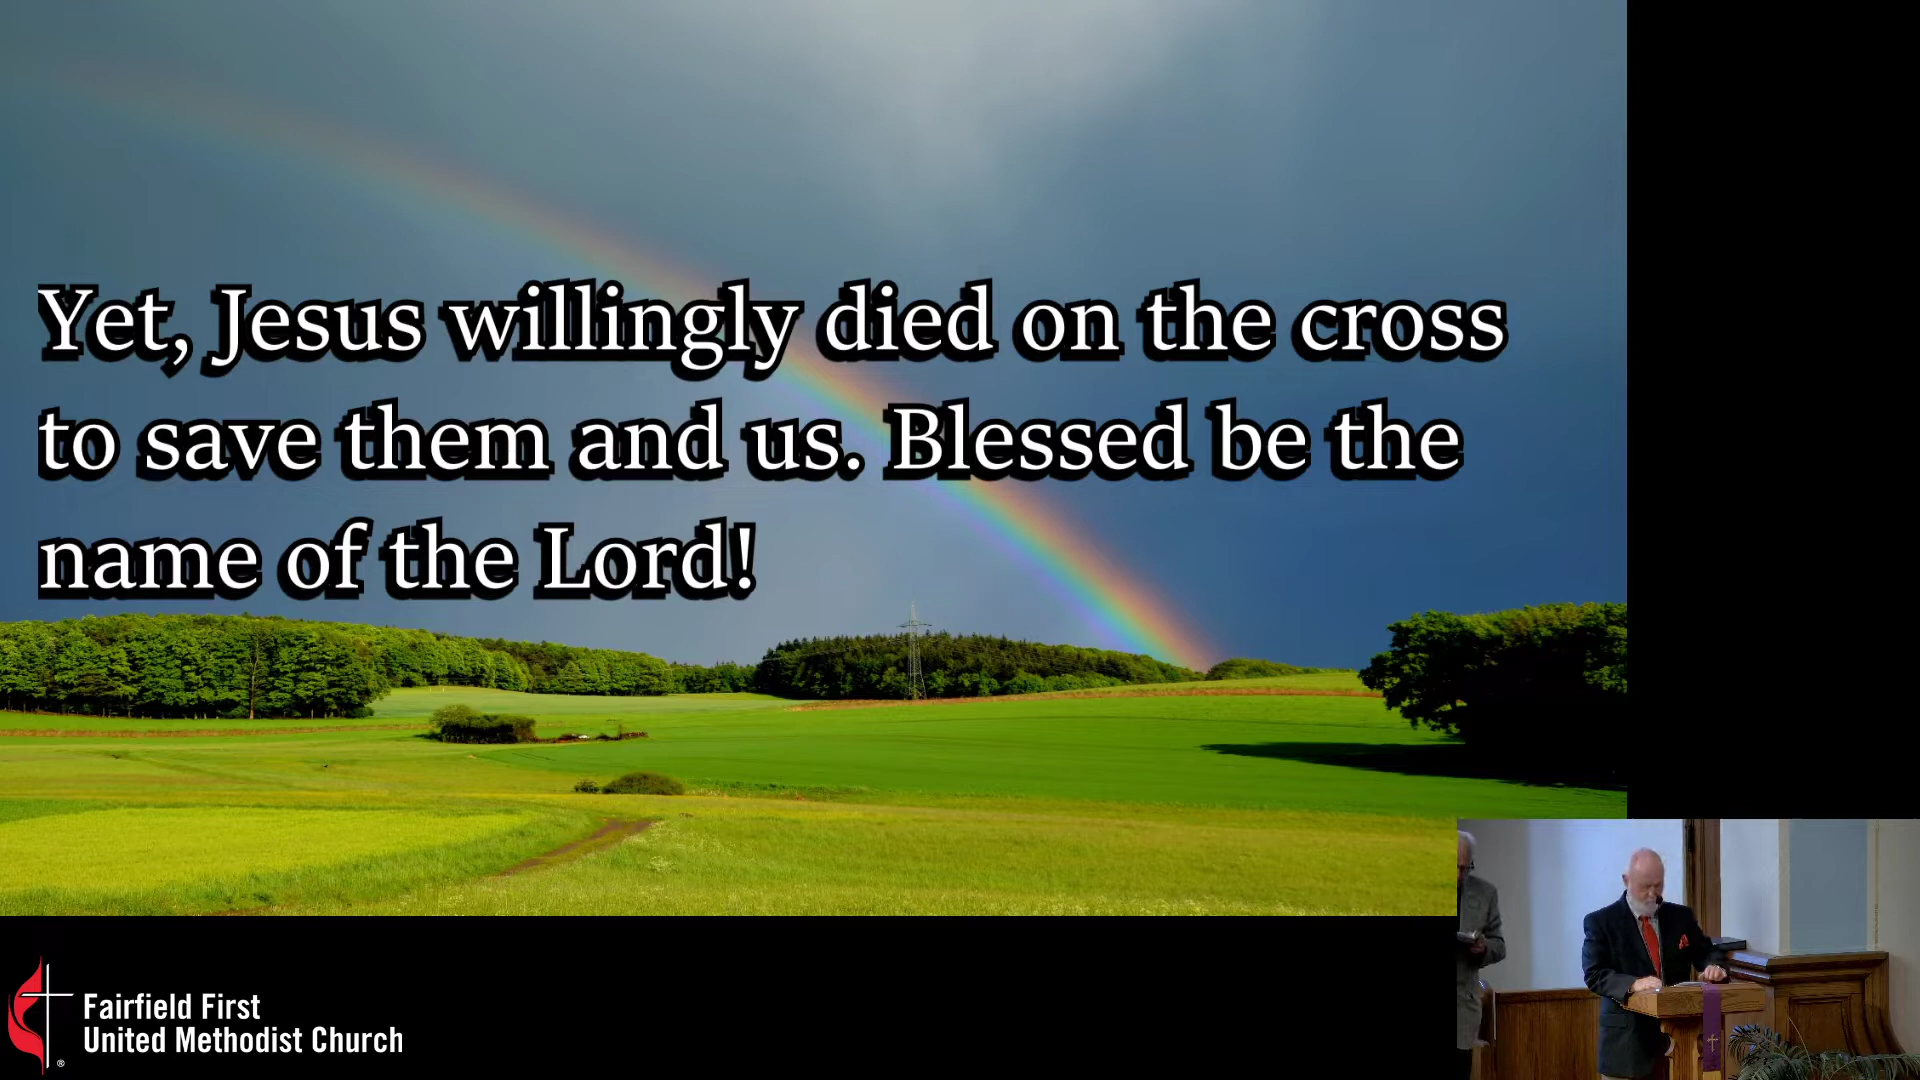 Yet, Jesus willingly died on the cross
to save them and us. Blessed be the
name of the Lord!
Fairfield First
United Methodist Church
®